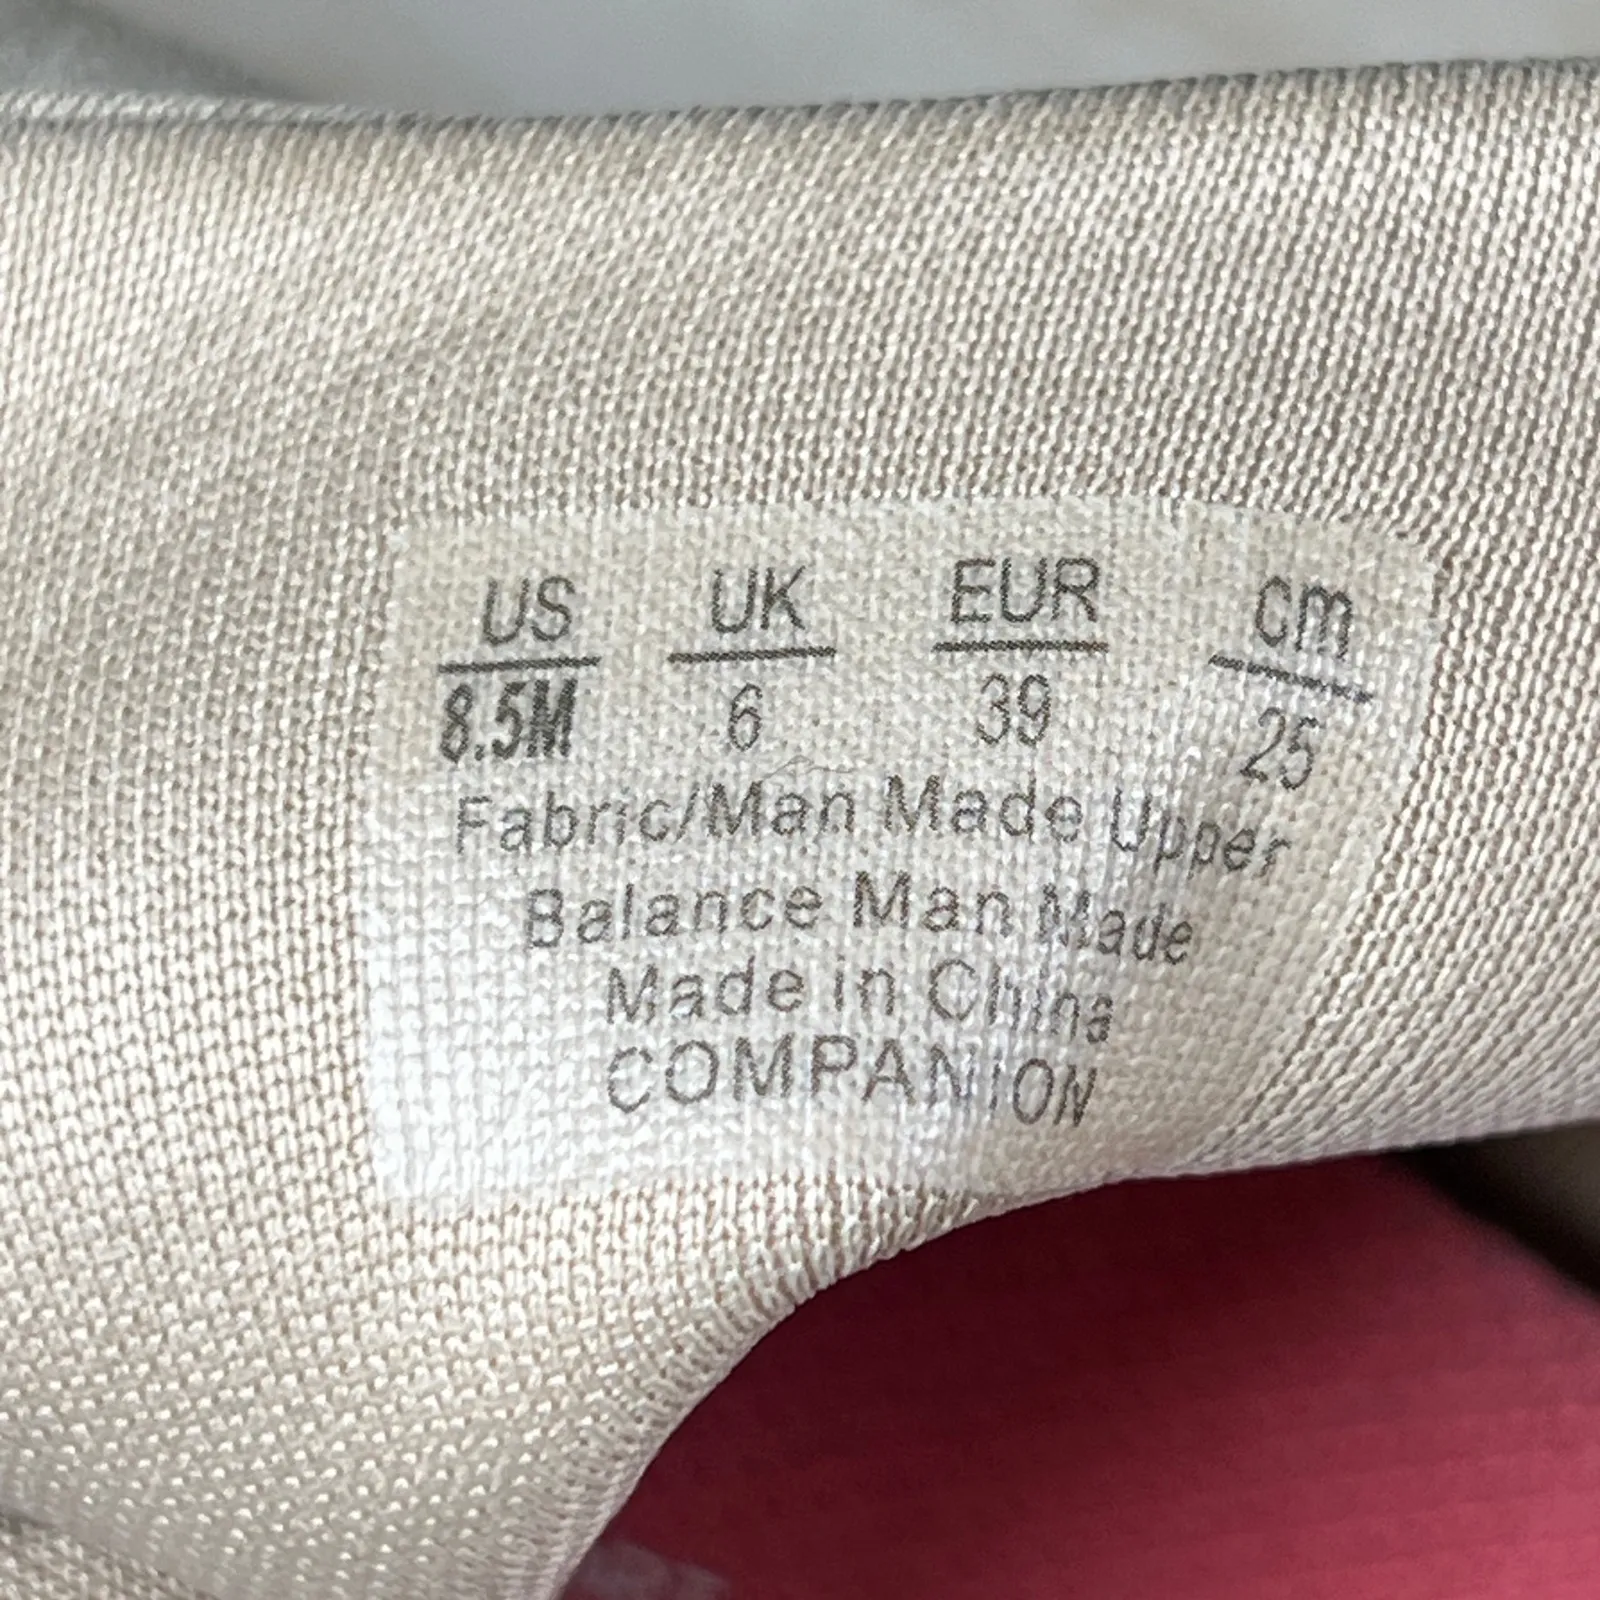 US UK EUR cm
8.5M 6 39 25
Fabric/Man Made Upper
Balance Man Made
Made in China
COMPANION